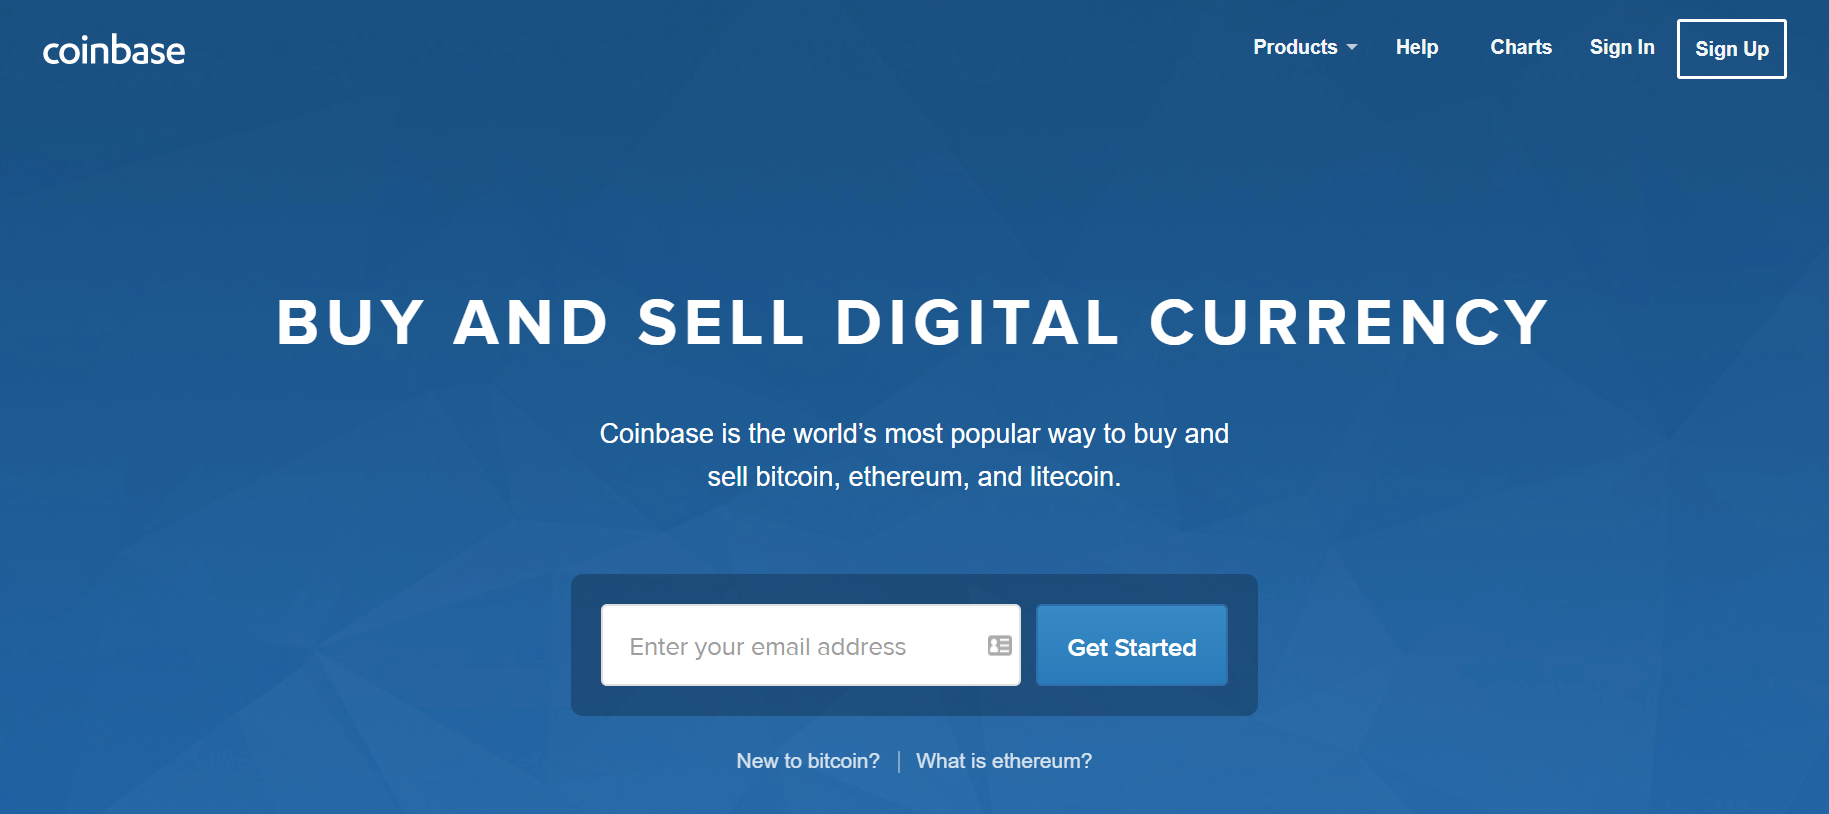 coinbase
Products
Help
Charts
Sign In
Sign Up
BUY AND SELL DIGITAL CURRENCY
Coinbase is the world’s most popular way to buy and
sell bitcoin, ethereum, and litecoin.
Enter your email address
Get Started
New to bitcoin?
What is ethereum?